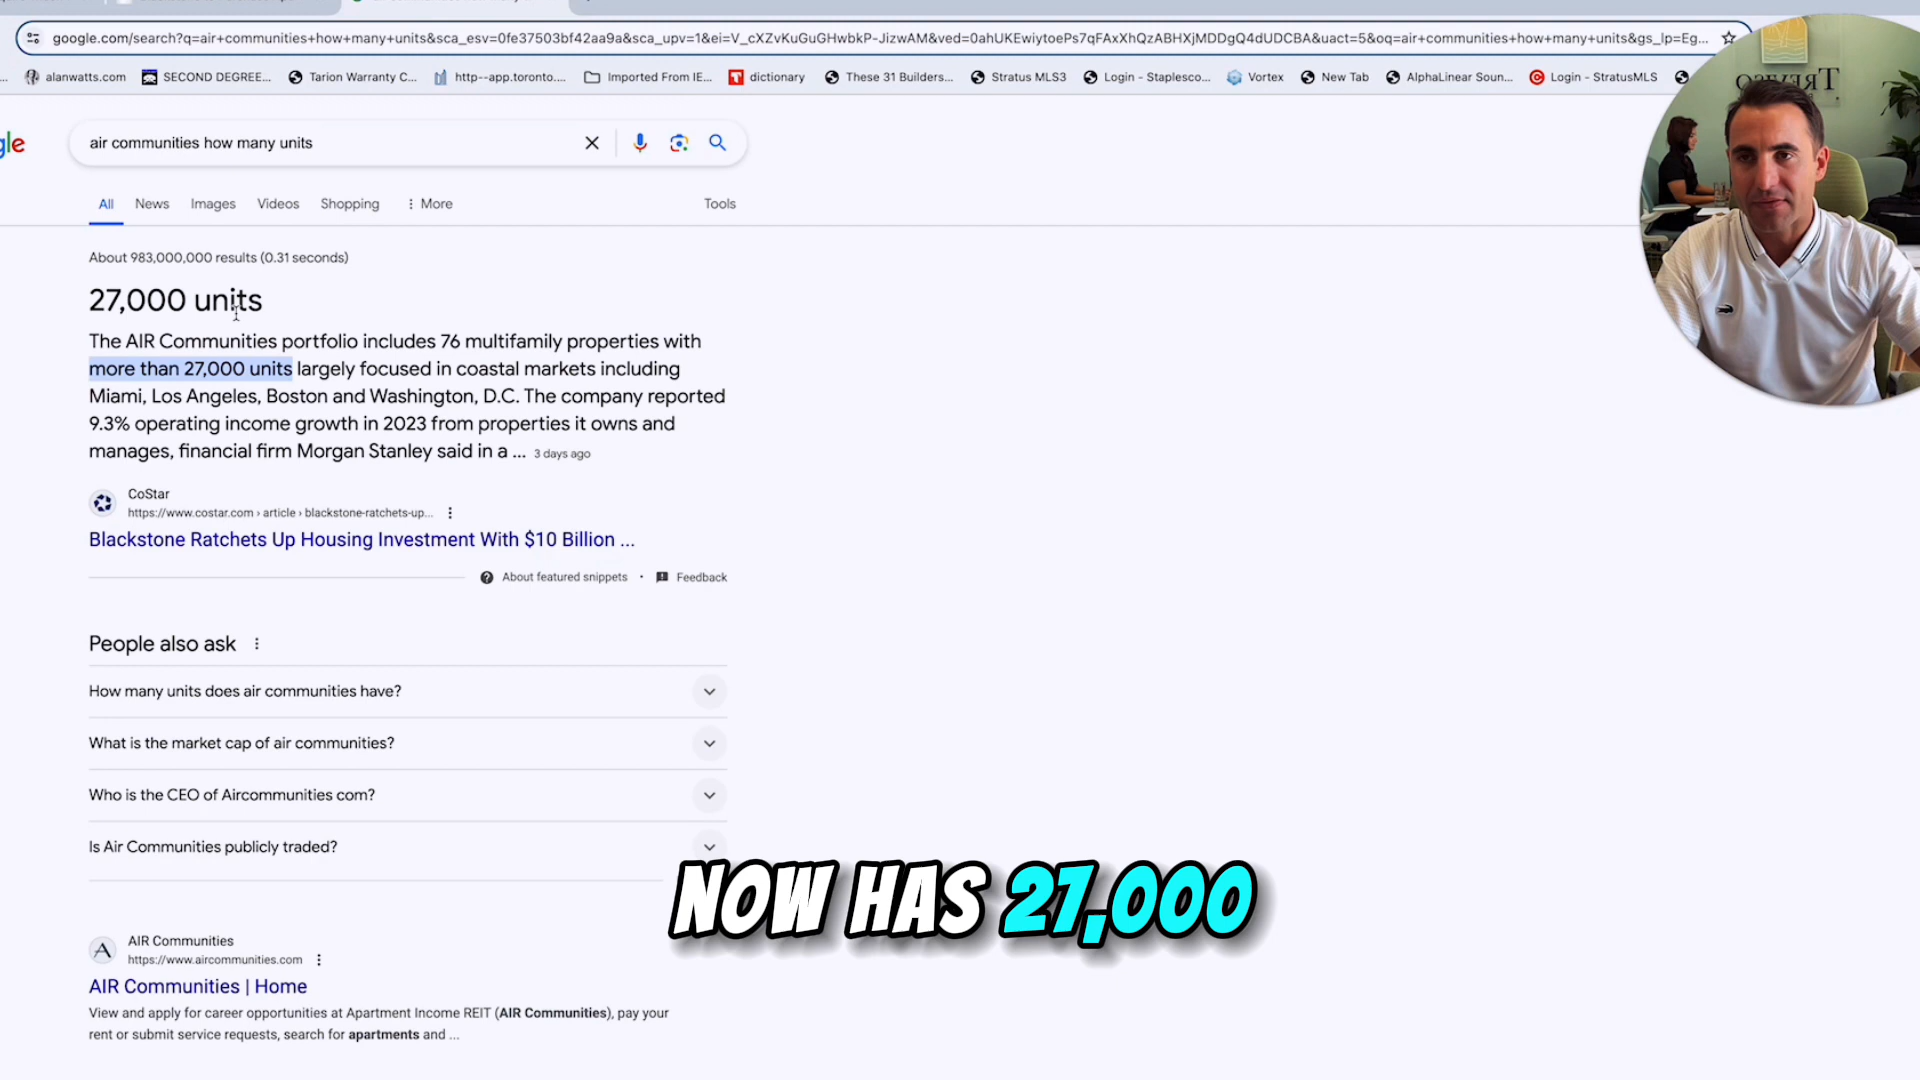 google.com/search?q=air+communities+how+many+units&sca_esv=0fe37503bf42aa9a&sca_upv=1&ei=V_cXZvKuGuGHwbkP-JizwAM&ved=0ahUKEwiytoePs7qFAxXhQzABHXjMDDgQ4dUDCBA&uact=5&oq=air+communities+how+many+units&gs_lp=Eg...
alanwatts.com SECOND DEGREE... Tarion Warranty C... http--app.toronto.... Imported From IE... dictionary These 31 Builders... Stratus MLS3 Login - Staplesco... Vortex New Tab AlphaLinear Soun... Login - StratusMLS
gle
air communities how many units
All News Images Videos Shopping More Tools
About 983,000,000 results (0.31 seconds)
27,000 units
The AIR Communities portfolio includes 76 multifamily properties with
more than 27,000 units largely focused in coastal markets including
Miami, Los Angeles, Boston and Washington, D.C. The company reported
9.3% operating income growth in 2023 from properties it owns and
manages, financial firm Morgan Stanley said in a ... 3 days ago
CoStar
https://www.costar.com › article › blackstone-ratchets-up...
Blackstone Ratchets Up Housing Investment With $10 Billion ...
About featured snippets • Feedback
People also ask
How many units does air communities have?
What is the market cap of air communities?
Who is the CEO of Aircommunities com?
Is Air Communities publicly traded?
NOW HAS 27,000
AIR Communities
https://www.aircommunities.com
AIR Communities | Home
View and apply for career opportunities at Apartment Income REIT (AIR Communities), pay your
rent or submit service requests, search for apartments and ...